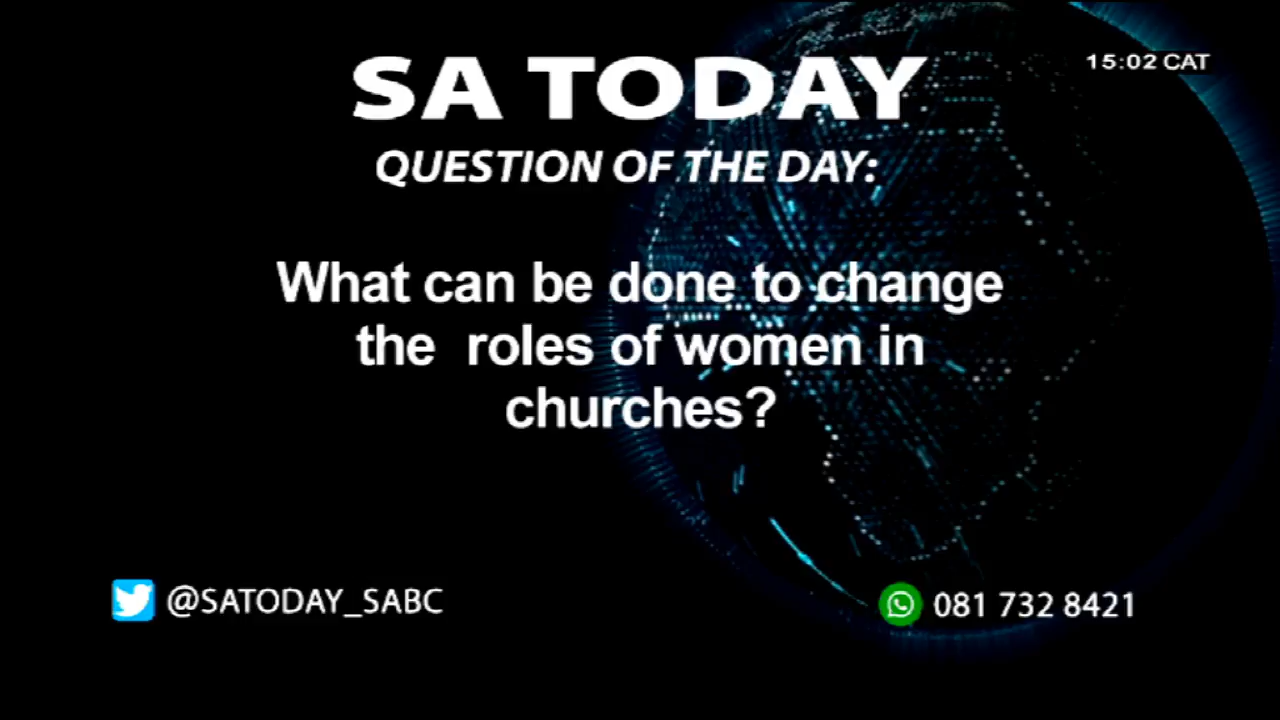 SA TODAY
15:02 CAT
QUESTION OF THE DAY:
What can be done to change
the roles of women in
churches?
@SATODAY_SABC
081 732 8421